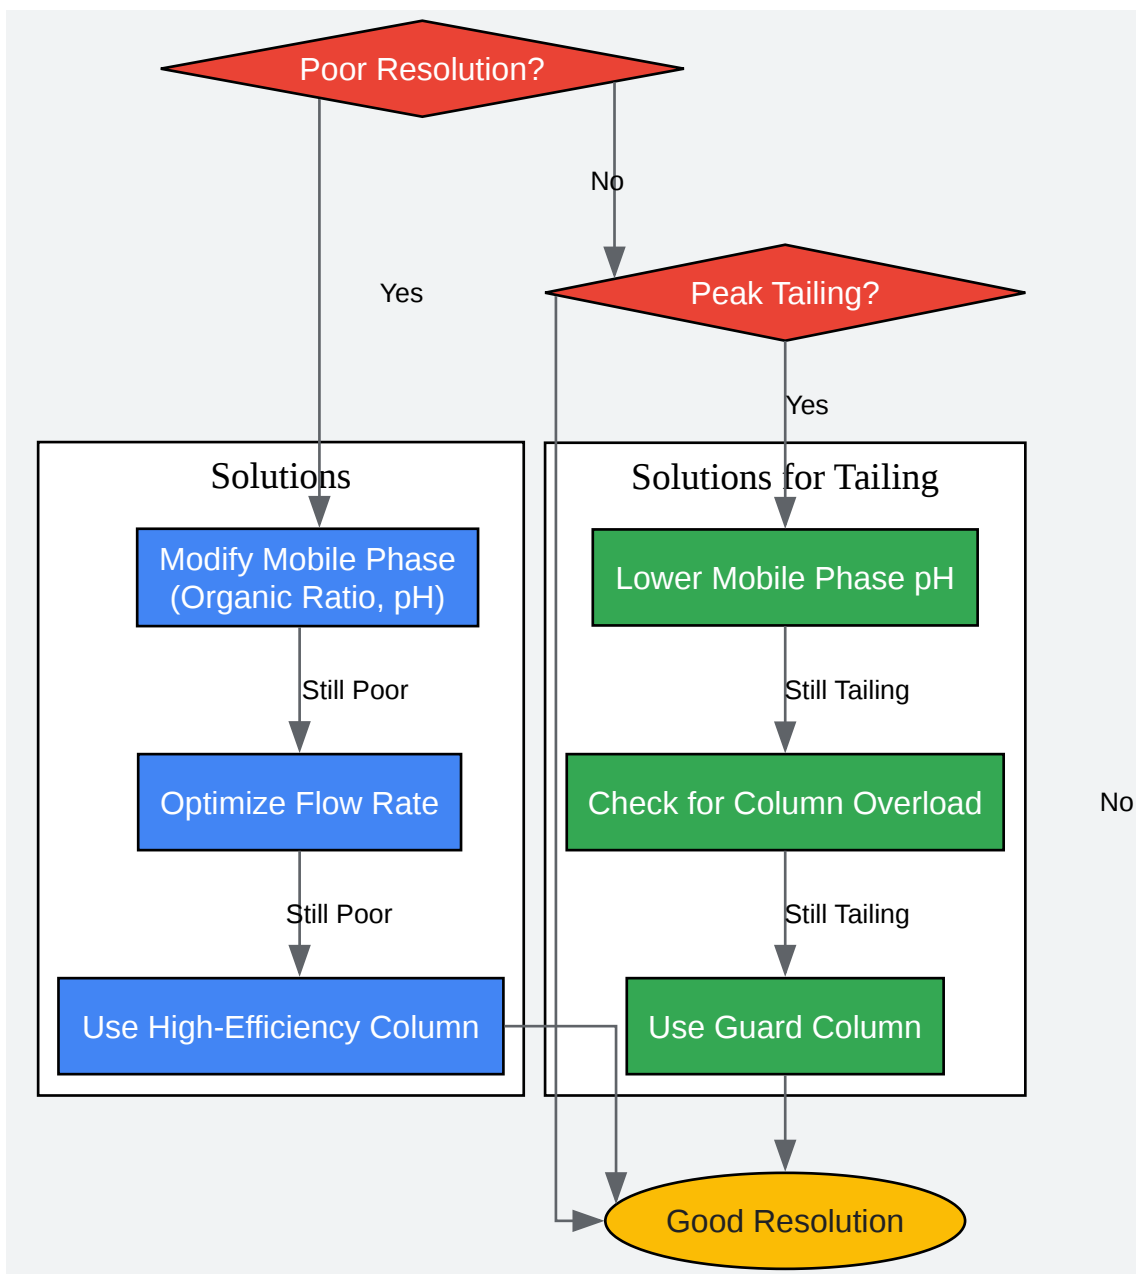 Poor Resolution?
No
Peak Tailing?
Yes
Yes
Solutions
Modify Mobile Phase
(Organic Ratio, pH)
Still Poor
Optimize Flow Rate
Still Poor
Use High-Efficiency Column
Solutions for Tailing
Lower Mobile Phase pH
Still Tailing
Check for Column Overload
Still Tailing
Use Guard Column
No
Good Resolution